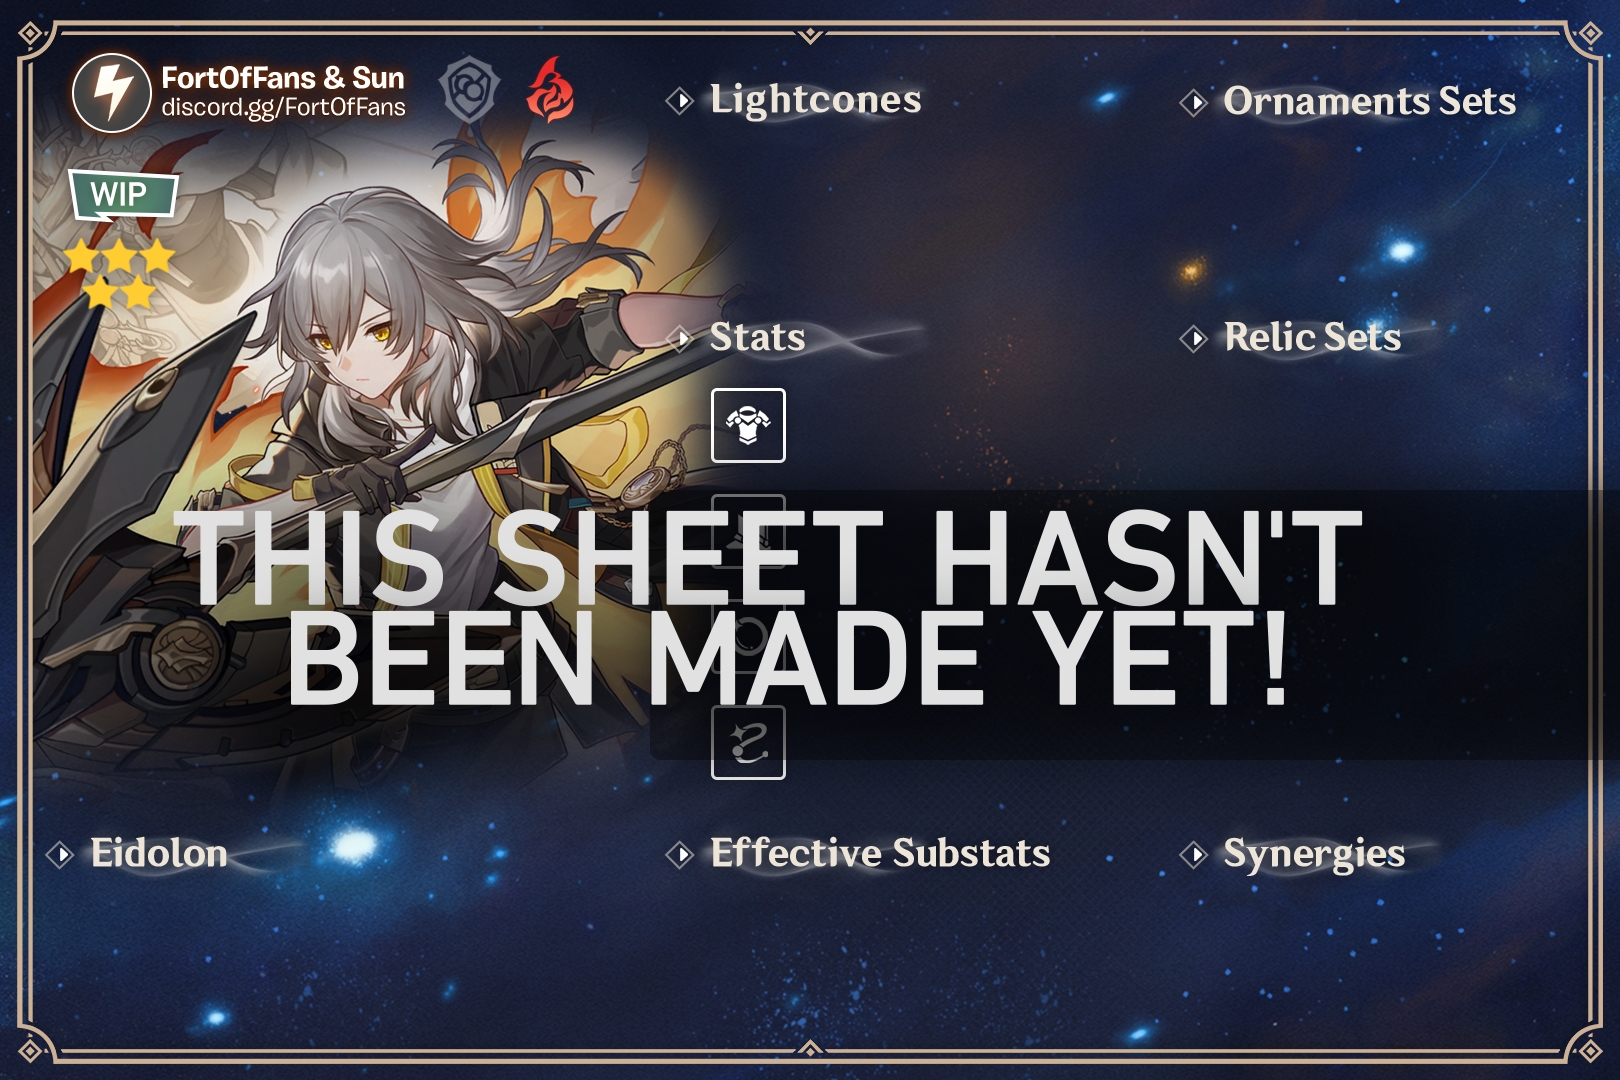 FortOfFans & Sun
discord.gg/FortOfFans
WIP
Lightcones
Ornaments Sets
Stats
Relic Sets
THIS SHEET HASN'T
BEEN MADE YET!
Eidolon
Effective Substats
Synergies